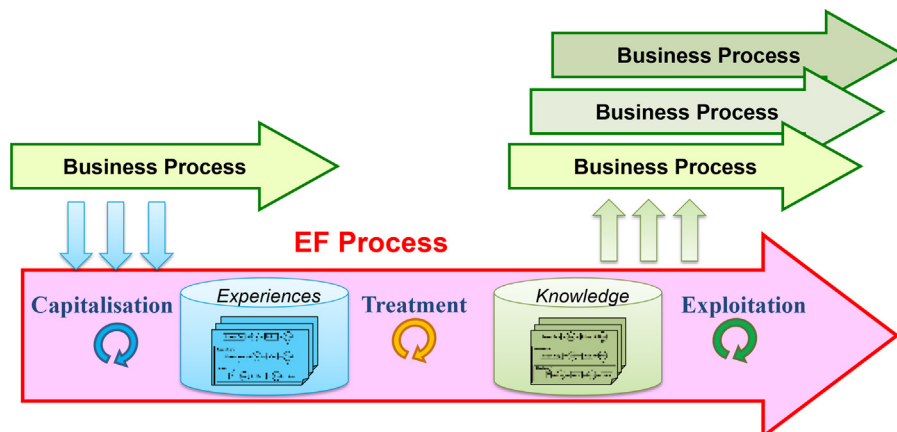 Business Process
Business Process
Business Process
Business Process
EF Process
Capitalisation
Experiences
Treatment
Knowledge
Exploitation